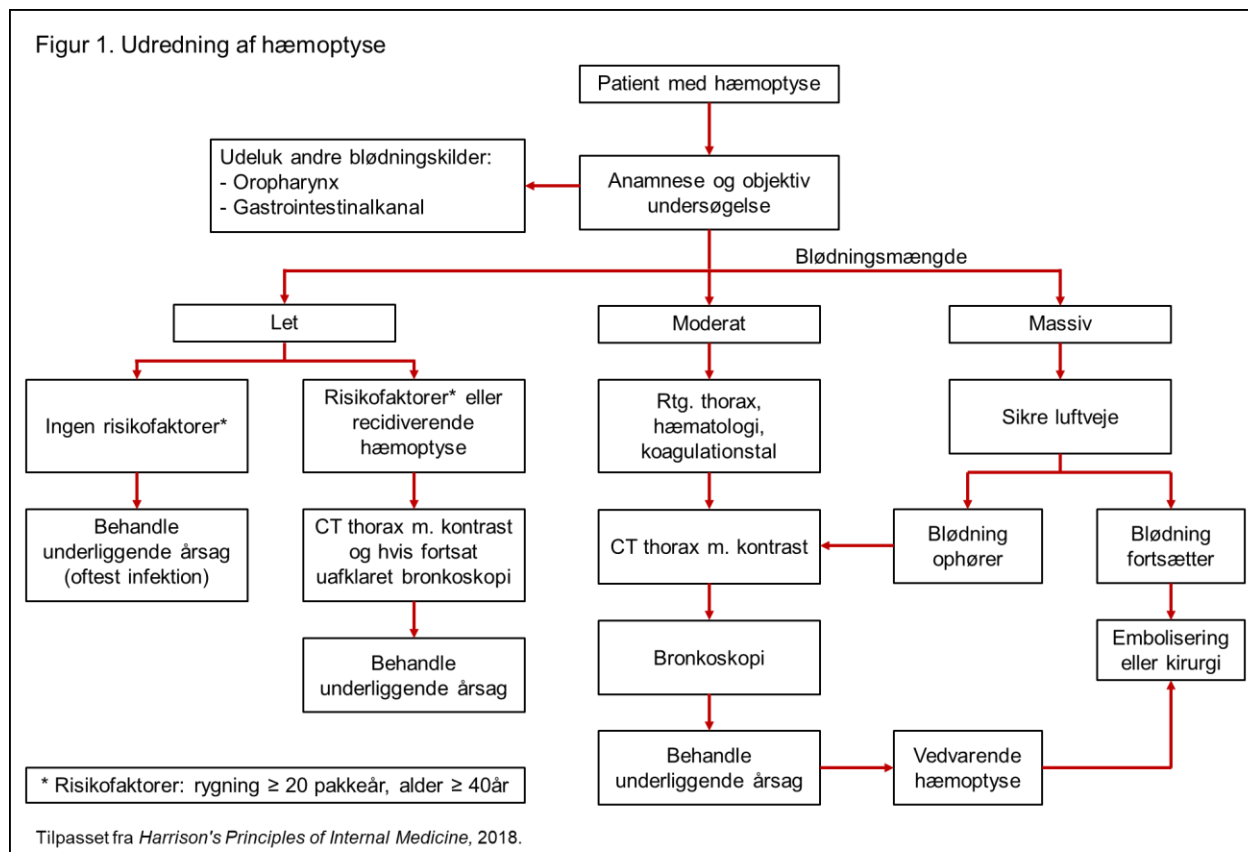 Figur 1. Udredning af hæmoptyse
Patient med hæmoptyse
Udeluk andre blødningskilder:
- Oropharynx
- Gastrointestinalkanal
Anamnese og objektiv
undersøgelse
Blødningsmængde
Let
Moderat
Massiv
Ingen risikofaktorer*
Risikofaktorer* eller
recidiverende
hæmoptyse
Rtg. thorax,
hæmatologi,
koagulationstal
Sikre luftveje
Behandle
underliggende årsag
(oftest infektion)
CT thorax m. kontrast
og hvis fortsat
uafklaret bronkoskopi
CT thorax m. kontrast
Blødning
ophører
Blødning
fortsætter
Behandle
underliggende årsag
Bronkoskopi
Embolisering
eller kirurgi
Behandle
underliggende årsag
Vedvarende
hæmoptyse
* Risikofaktorer: rygning ≥ 20 pakkeår, alder ≥ 40år
Tilpasset fra Harrison's Principles of Internal Medicine, 2018.